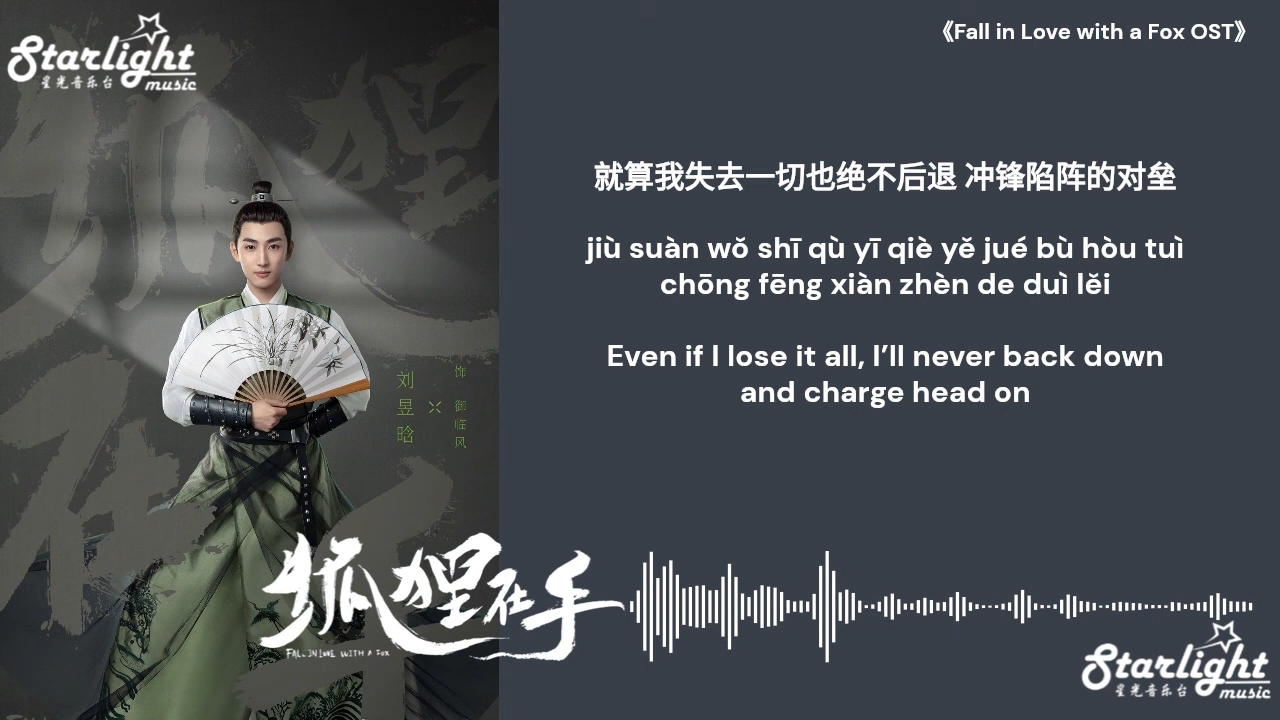 Starlight
星光音乐台
music
《Fall in Love with a Fox OST》
就算我失去一切也绝不后退 冲锋陷阵的对垒
jiù suàn wǒ shī qù yī qiè yě jué bù hòu tuì
chōng fēng xiàn zhèn de duì lěi
Even if I lose it all, I’ll never back down
and charge head on
刘昱晗
饰 御临风
狐狸在手
FALL IN LOVE WITH A FOX
Starlight
星光音乐台
music